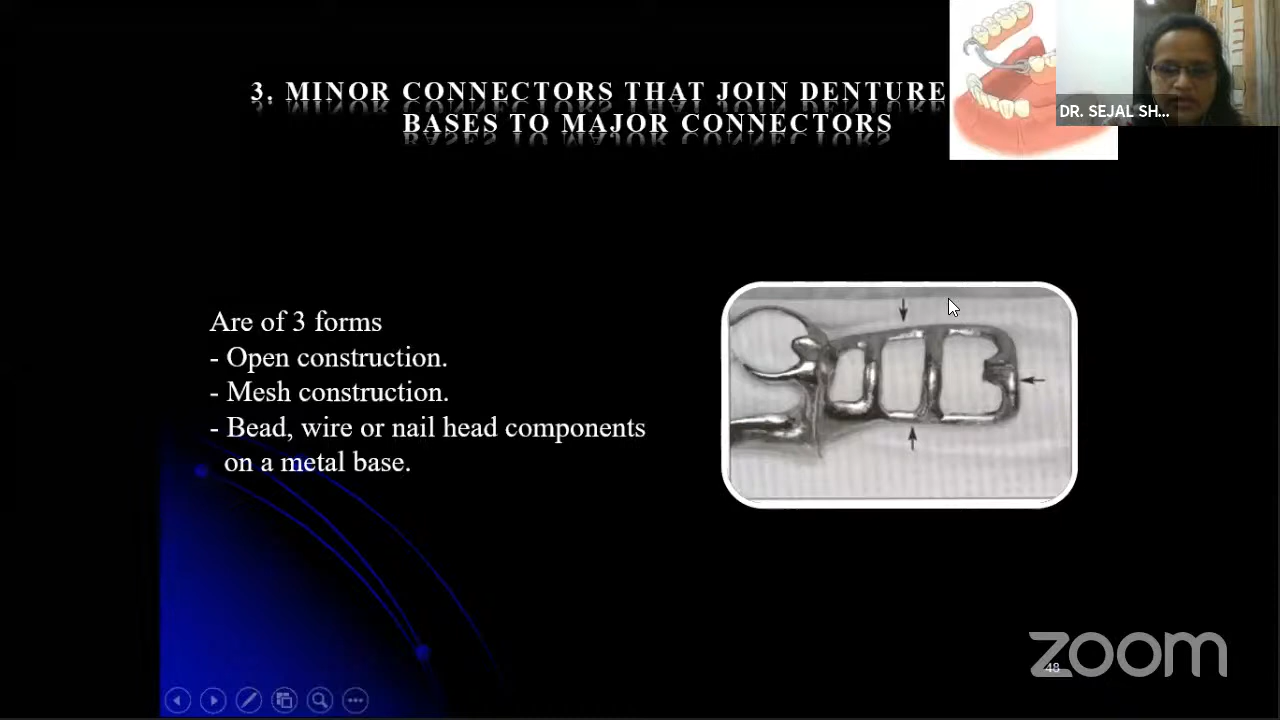 3. MINOR CONNECTORS THAT JOIN DENTURE
BASES TO MAJOR CONNECTORS
DR. SEJAL SH...
Are of 3 forms
- Open construction.
- Mesh construction.
- Bead, wire or nail head components
on a metal base.
zoom
48